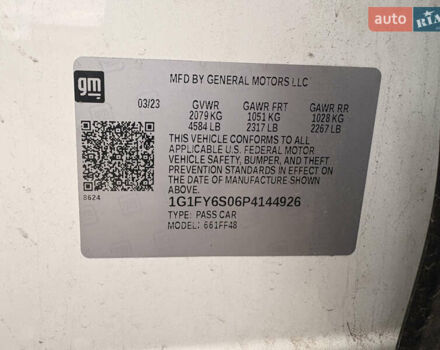 auto RIA
gm
MFD BY GENERAL MOTORS LLC
03/23 GVWR GAWR FRT GAWR RR
2079 KG 1051 KG 1028 KG
4584 LB 2317 LB 2267 LB
THIS VEHICLE CONFORMS TO ALL
APPLICABLE U.S. FEDERAL MOTOR
VEHICLE SAFETY, BUMPER, AND THEFT
PREVENTION STANDARDS IN EFFECT ON
THE DATE OF MANUFACTURE SHOWN
ABOVE.
8624
1G1FY6S06P4144926
TYPE: PASS CAR
MODEL: 661FF48